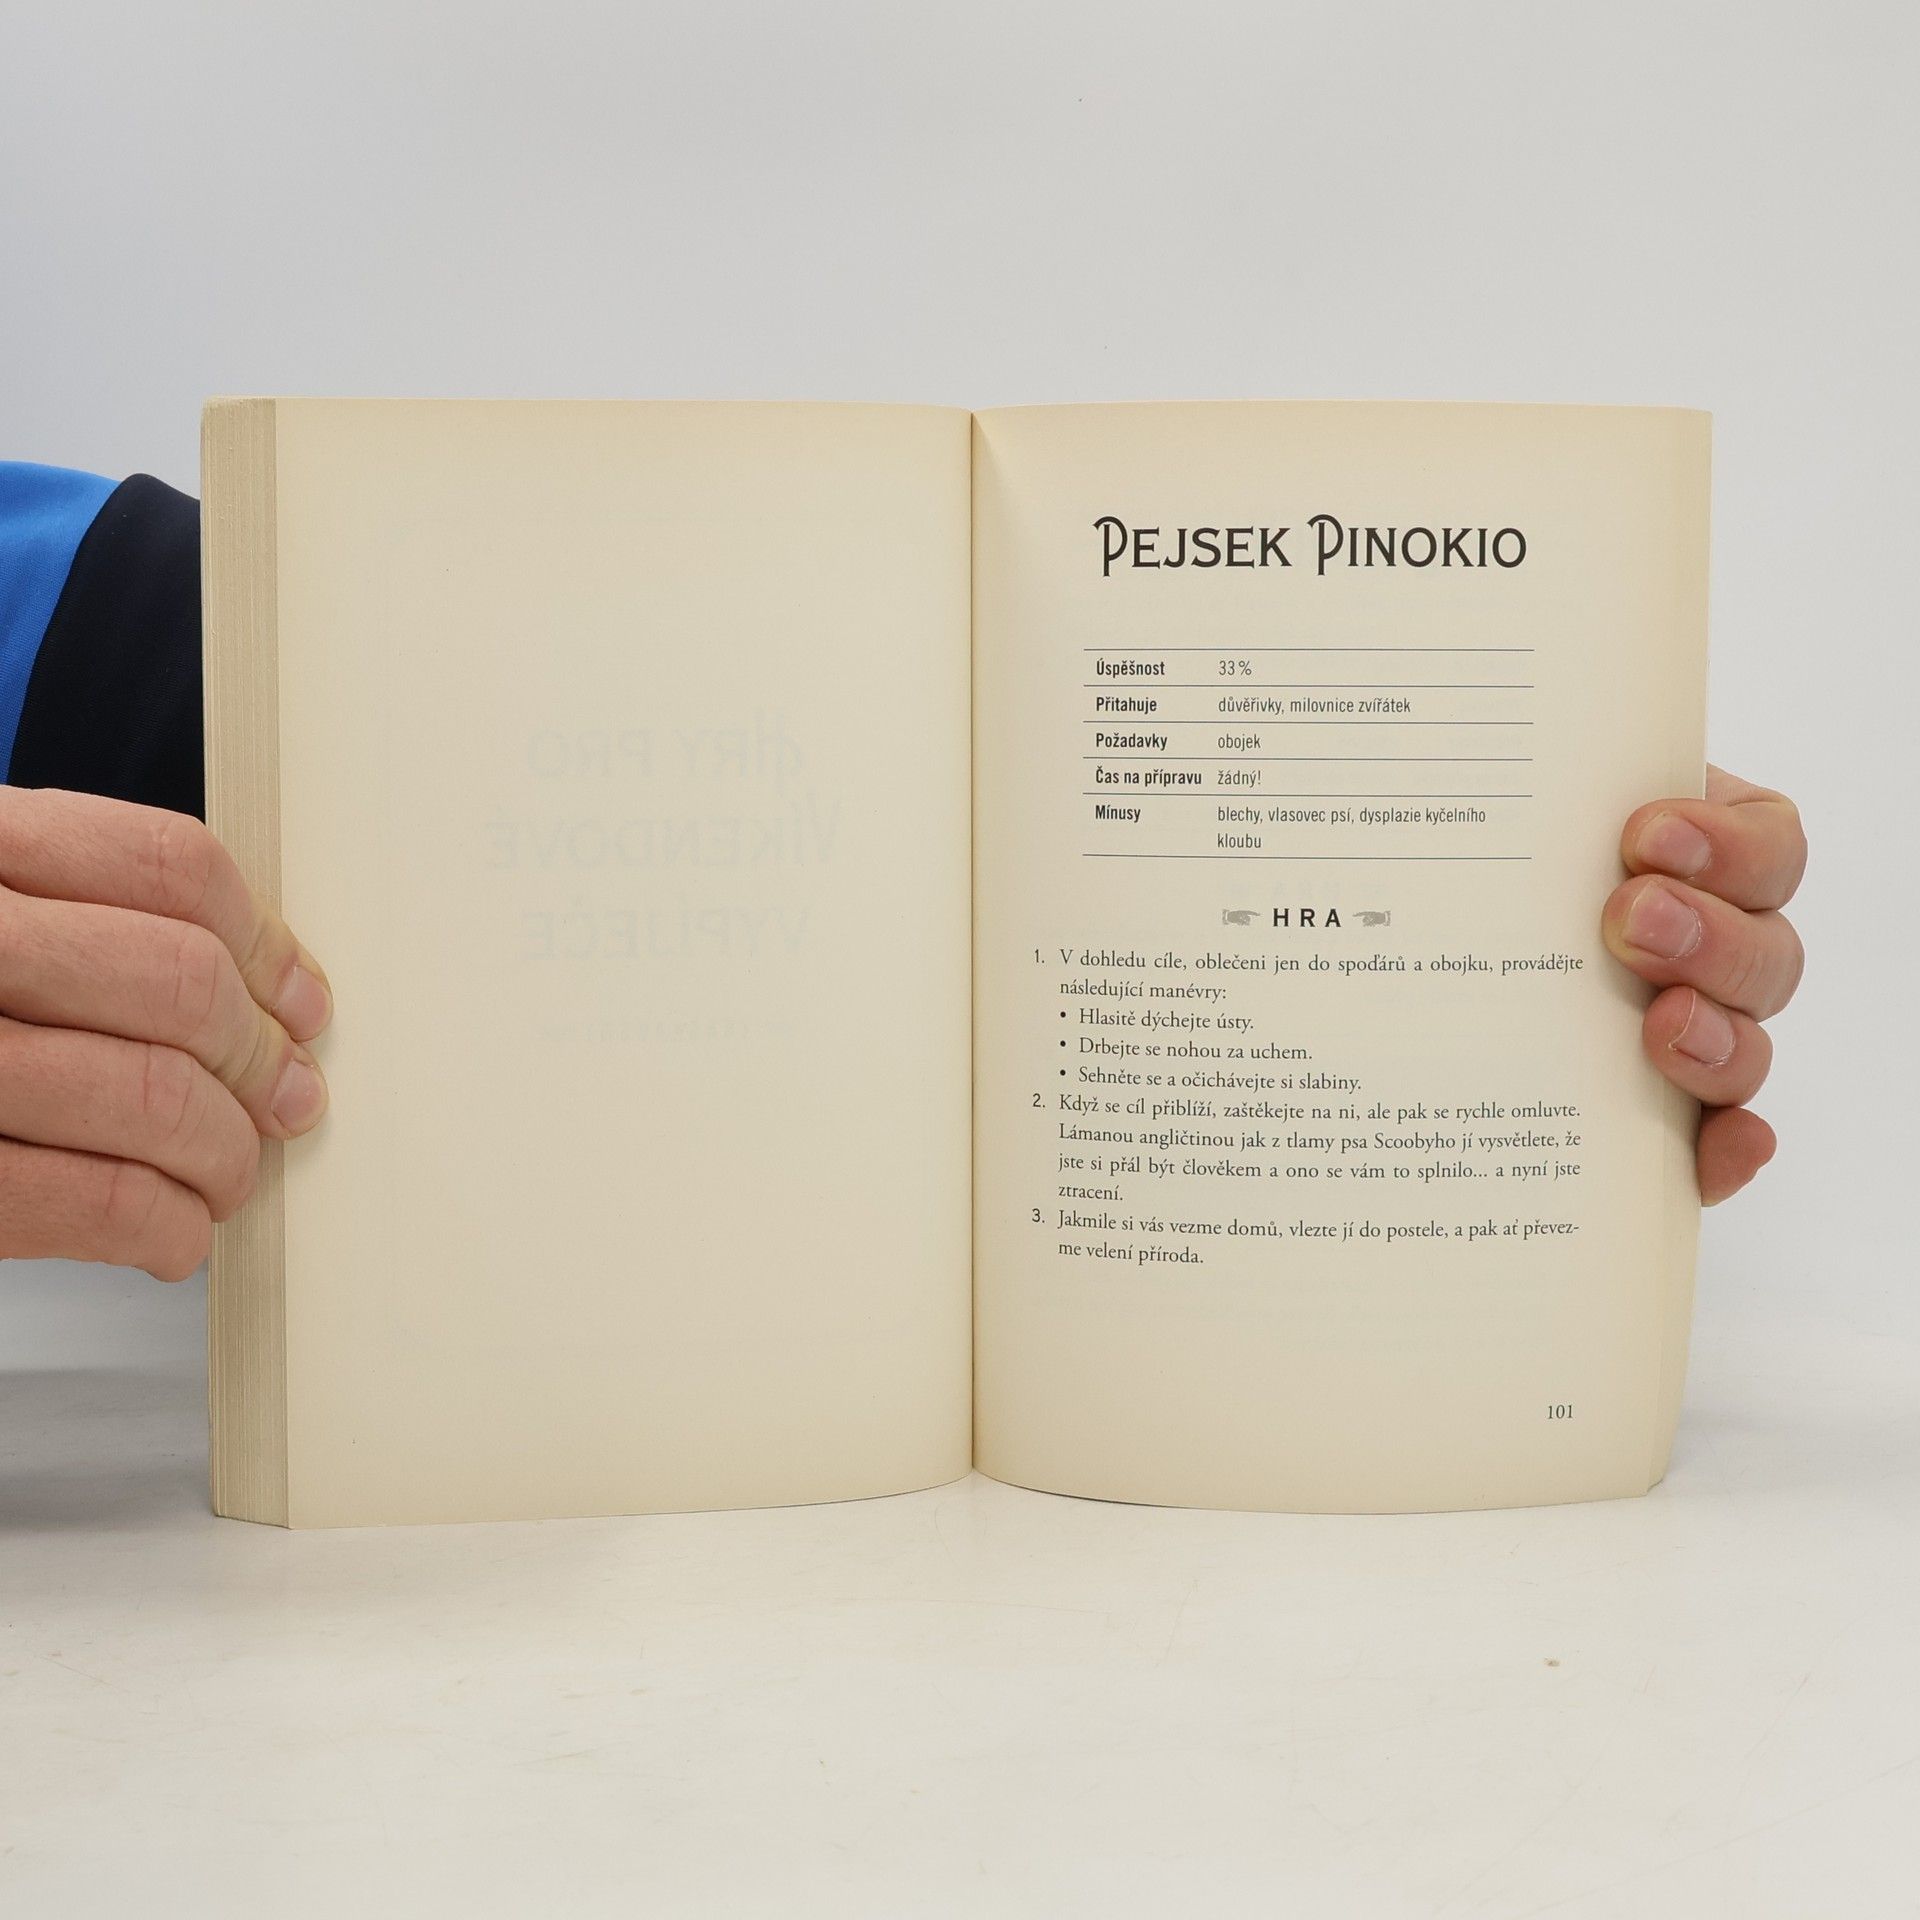 HRY PRO
VÍKENDOVÉ
VÝPIJEČE
PEJSEK PINOKIO
Úspěšnost 33 %
Přitahuje důvěřivky, milovnice zvířátek
Požadavky obojek
Čas na přípravu žádný!
Mínusy blechy, vlasovec psí, dysplazie kyčelního
kloubu
HRA
1. V dohledu cíle, oblečeni jen do spoďárů a obojku, provádějte
následující manévry:
• Hlasitě dýchejte ústy.
• Drbejte se nohou za uchem.
• Sehněte se a očichávejte si slabiny.
2. Když se cíl přiblíží, zaštěkejte na ni, ale pak se rychle omluvte.
Lámanou angličtinou jak z tlamy psa Scoobyho jí vysvětlete, že
jste si přál být člověkem a ono se vám to splnilo... a nyní jste
ztracení.
3. Jakmile si vás vezme domů, vlezte jí do postele, a pak ať převez-
me velení příroda.
101